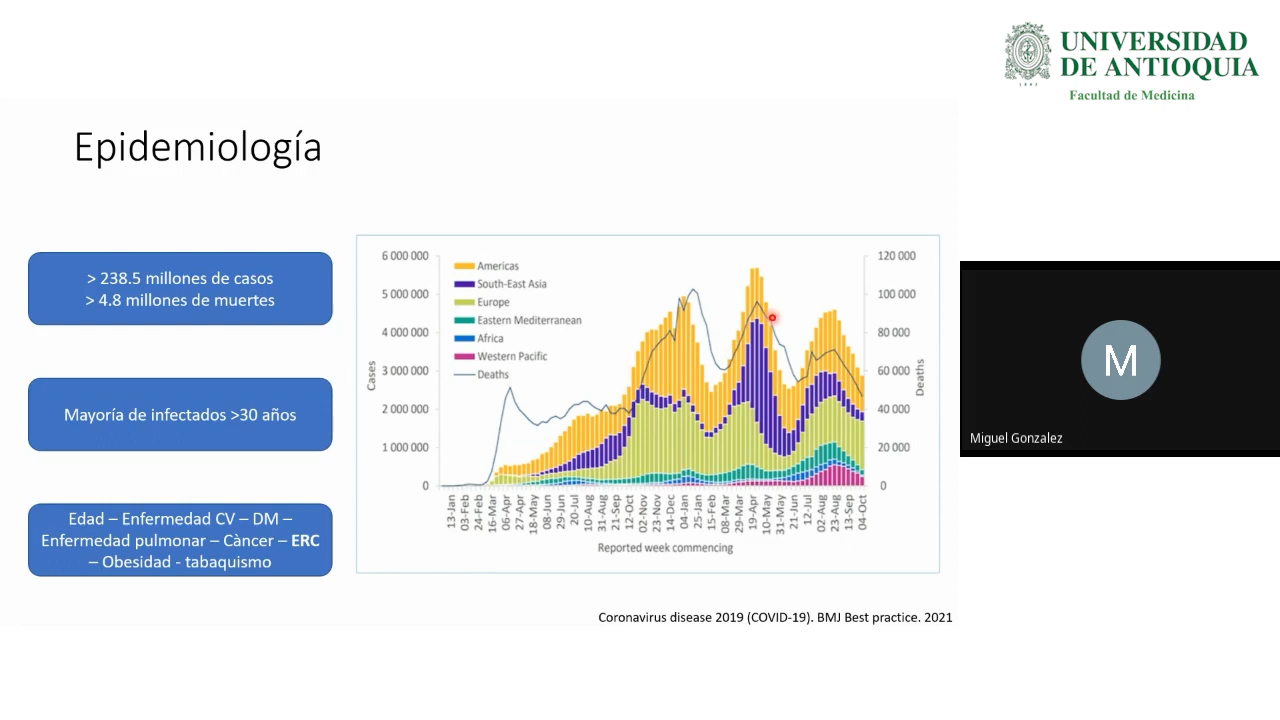 UNIVERSIDAD
DE ANTIOQUIA
1803
Facultad de Medicina
Epidemiología
> 238.5 millones de casos
> 4.8 millones de muertes
Mayoría de infectados >30 años
Edad – Enfermedad CV – DM –
Enfermedad pulmonar – Càncer – ERC
– Obesidad - tabaquismo
6 000 000
5 000 000
4 000 000
3 000 000
2 000 000
1 000 000
0
Cases
Americas
South-East Asia
Europe
Eastern Mediterranean
Africa
Western Pacific
Deaths
120 000
100 000
80 000
60 000
40 000
20 000
0
Deaths
13-Jan
03-Feb
24-Feb
16-Mar
06-Apr
27-Apr
18-May
08-Jun
29-Jun
20-Jul
10-Aug
31-Aug
21-Sep
12-Oct
02-Nov
23-Nov
14-Dec
04-Jan
25-Jan
15-Feb
08-Mar
29-Mar
19-Apr
10-May
31-May
21-Jun
12-Jul
02-Aug
23-Aug
13-Sep
04-Oct
Reported week commencing
Coronavirus disease 2019 (COVID-19). BMJ Best practice. 2021
M
Miguel Gonzalez